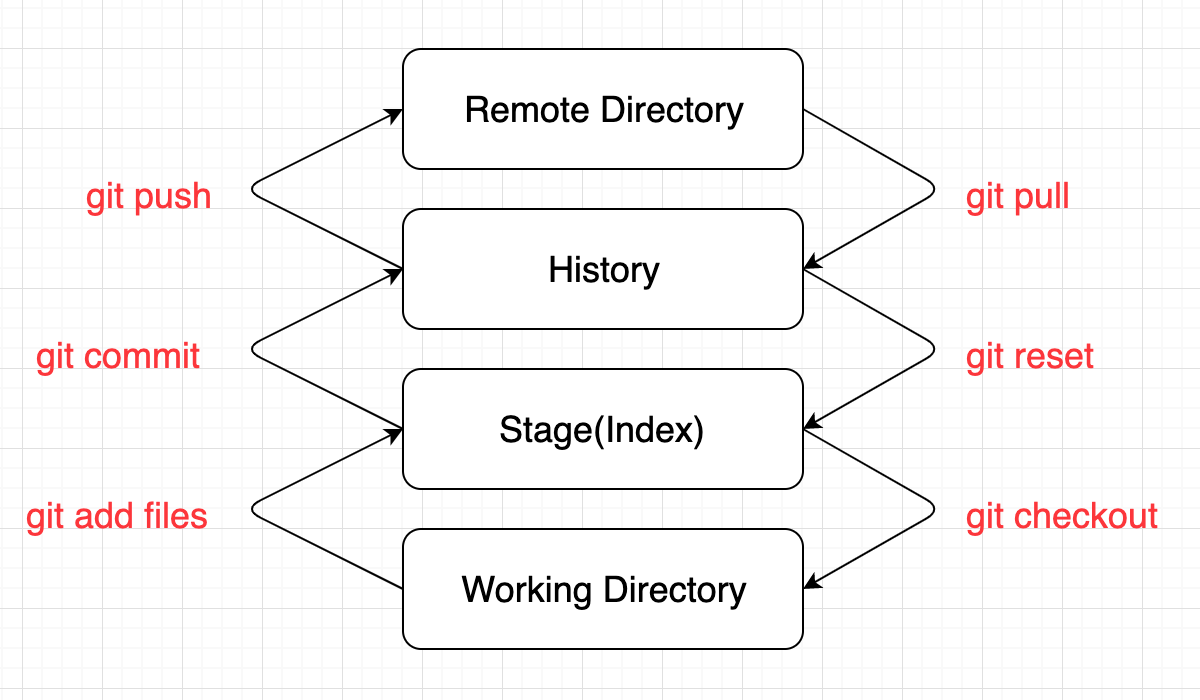 Remote Directory
git push
git pull
History
git commit
git reset
Stage(Index)
git add files
git checkout
Working Directory